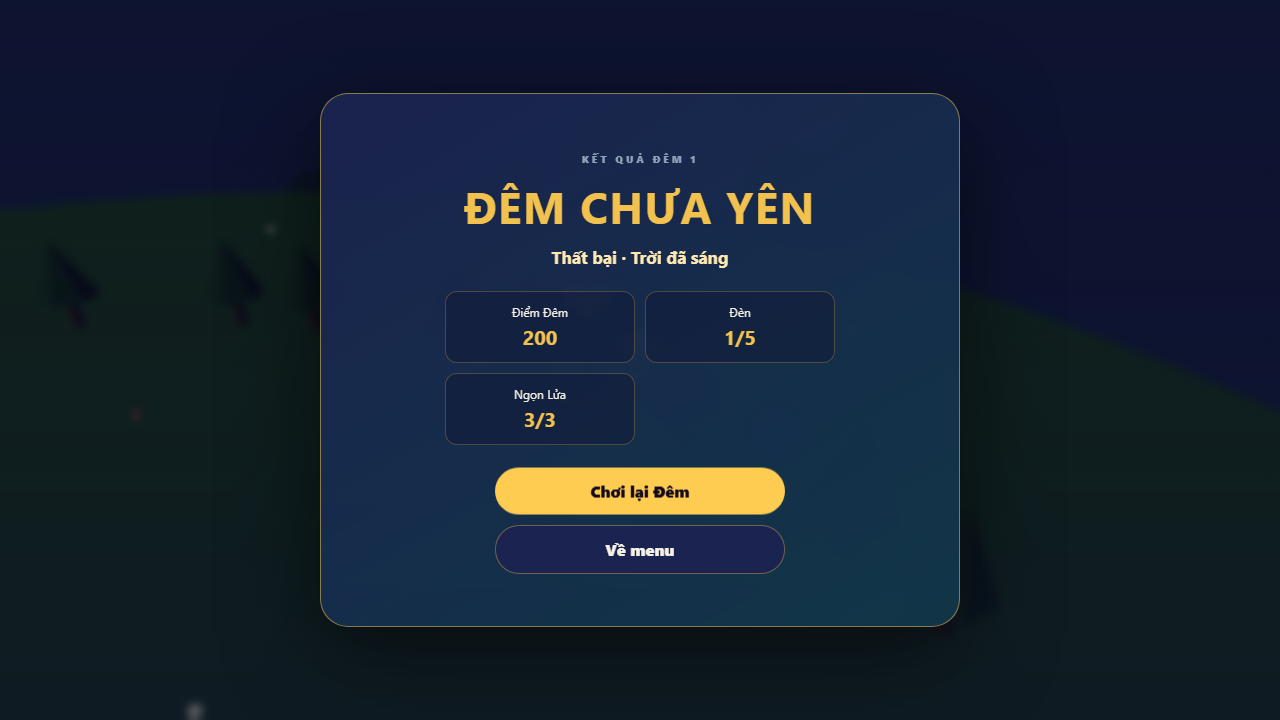 KẾT QUẢ ĐÊM 1
ĐÊM CHƯA YÊN
Thất bại · Trời đã sáng
Điểm Đêm
200
Đèn
1/5
Ngọn Lửa
3/3
Chơi lại Đêm
Về menu